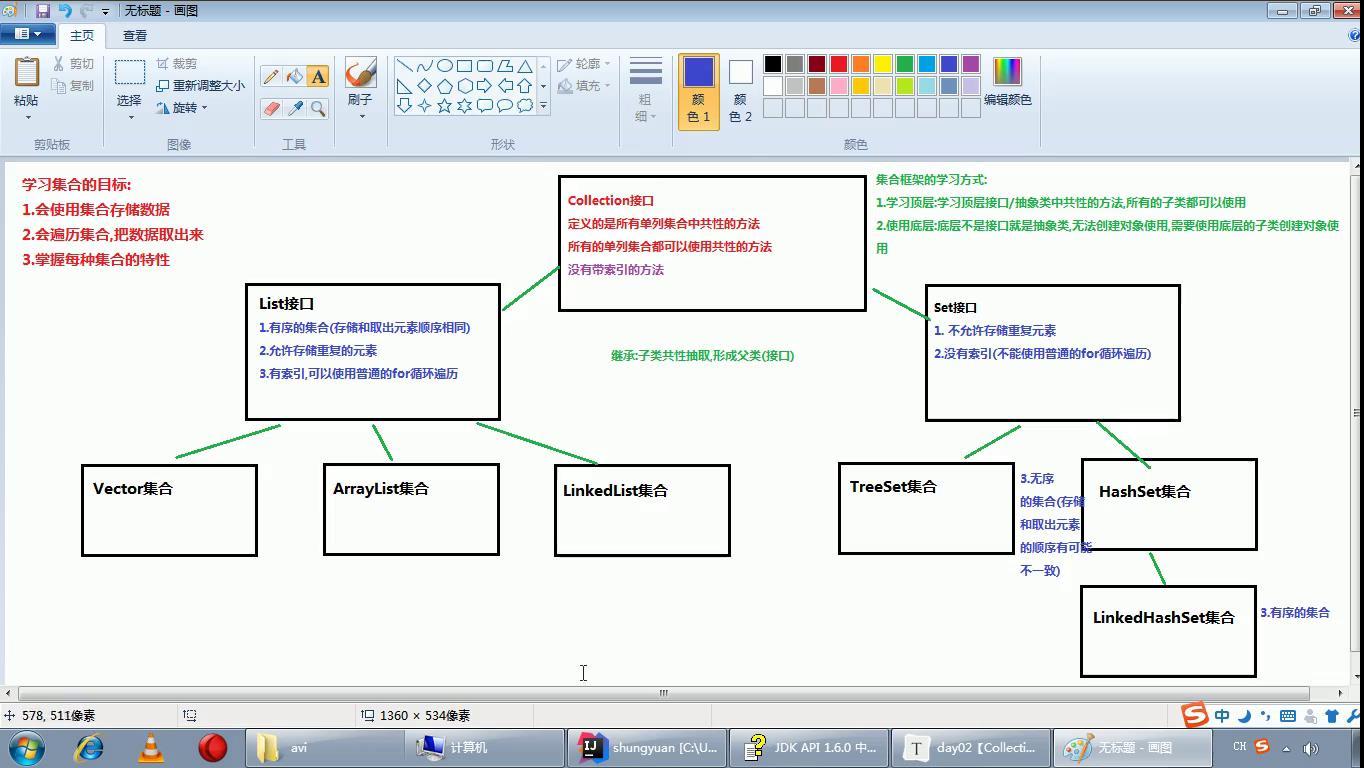 无标题 - 画图
主页
查看
粘贴
剪切
复制
剪贴板
选择
裁剪
重新调整大小
旋转
图像
A
工具
刷子
形状
轮廓
填充
粗
细
颜
色 1
颜
色 2
颜色
编辑颜色
学习集合的目标:
1.会使用集合存储数据
2.会遍历集合,把数据取出来
3.掌握每种集合的特性
Collection接口
定义的是所有单列集合中共性的方法
所有的单列集合都可以使用共性的方法
没有带索引的方法
集合框架的学习方式:
1.学习顶层:学习顶层接口/抽象类中共性的方法,所有的子类都可以使用
2.使用底层:底层不是接口就是抽象类,无法创建对象使用,需要使用底层的子类创建对象使
用
List接口
1.有序的集合(存储和取出元素顺序相同)
2.允许存储重复的元素
3.有索引,可以使用普通的for循环遍历
继承:子类共性抽取,形成父类(接口)
Set接口
1. 不允许存储重复元素
2.没有索引(不能使用普通的for循环遍历)
Vector集合
ArrayList集合
LinkedList集合
TreeSet集合
3.无序
的集合(存储
和取出元素
的顺序有可能
不一致)
HashSet集合
LinkedHashSet集合
3.有序的集合
578, 511像素
1360 × 534像素
中
avi
计算机
shungyuan [C:\U...
JDK API 1.6.0 中...
day02【Collecti...
无标题 - 画图
CH